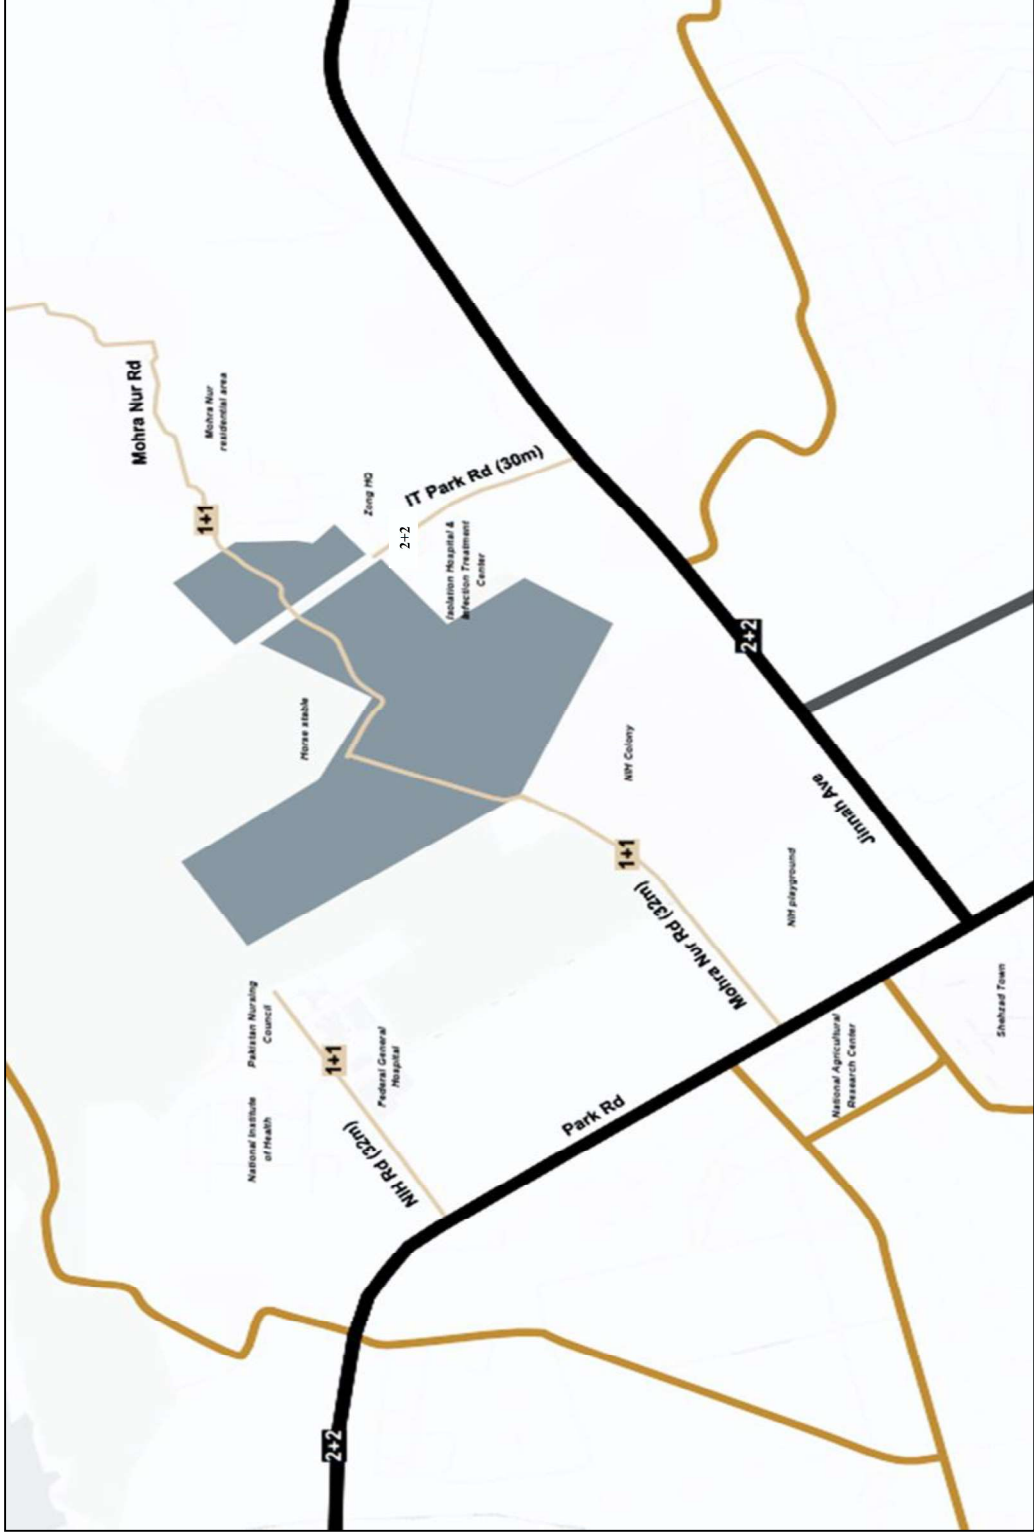 Mohra Nur Rd
Mohra Nur
residential area
1+1
Zong HQ
IT Park Rd (30m)
2+2
Isolation Hospital &
Infection Treatment
Center
2+2
Horse stable
NIH Colony
Jinnah Ave
1+1
Mohra Nur Rd (32m)
NIH playground
Pakistan Nursing
Council
1+1
Federal General
Hospital
National Institute
of Health
NIH Rd (32m)
Park Rd
National Agricultural
Research Center
Shehzad Town
2+2